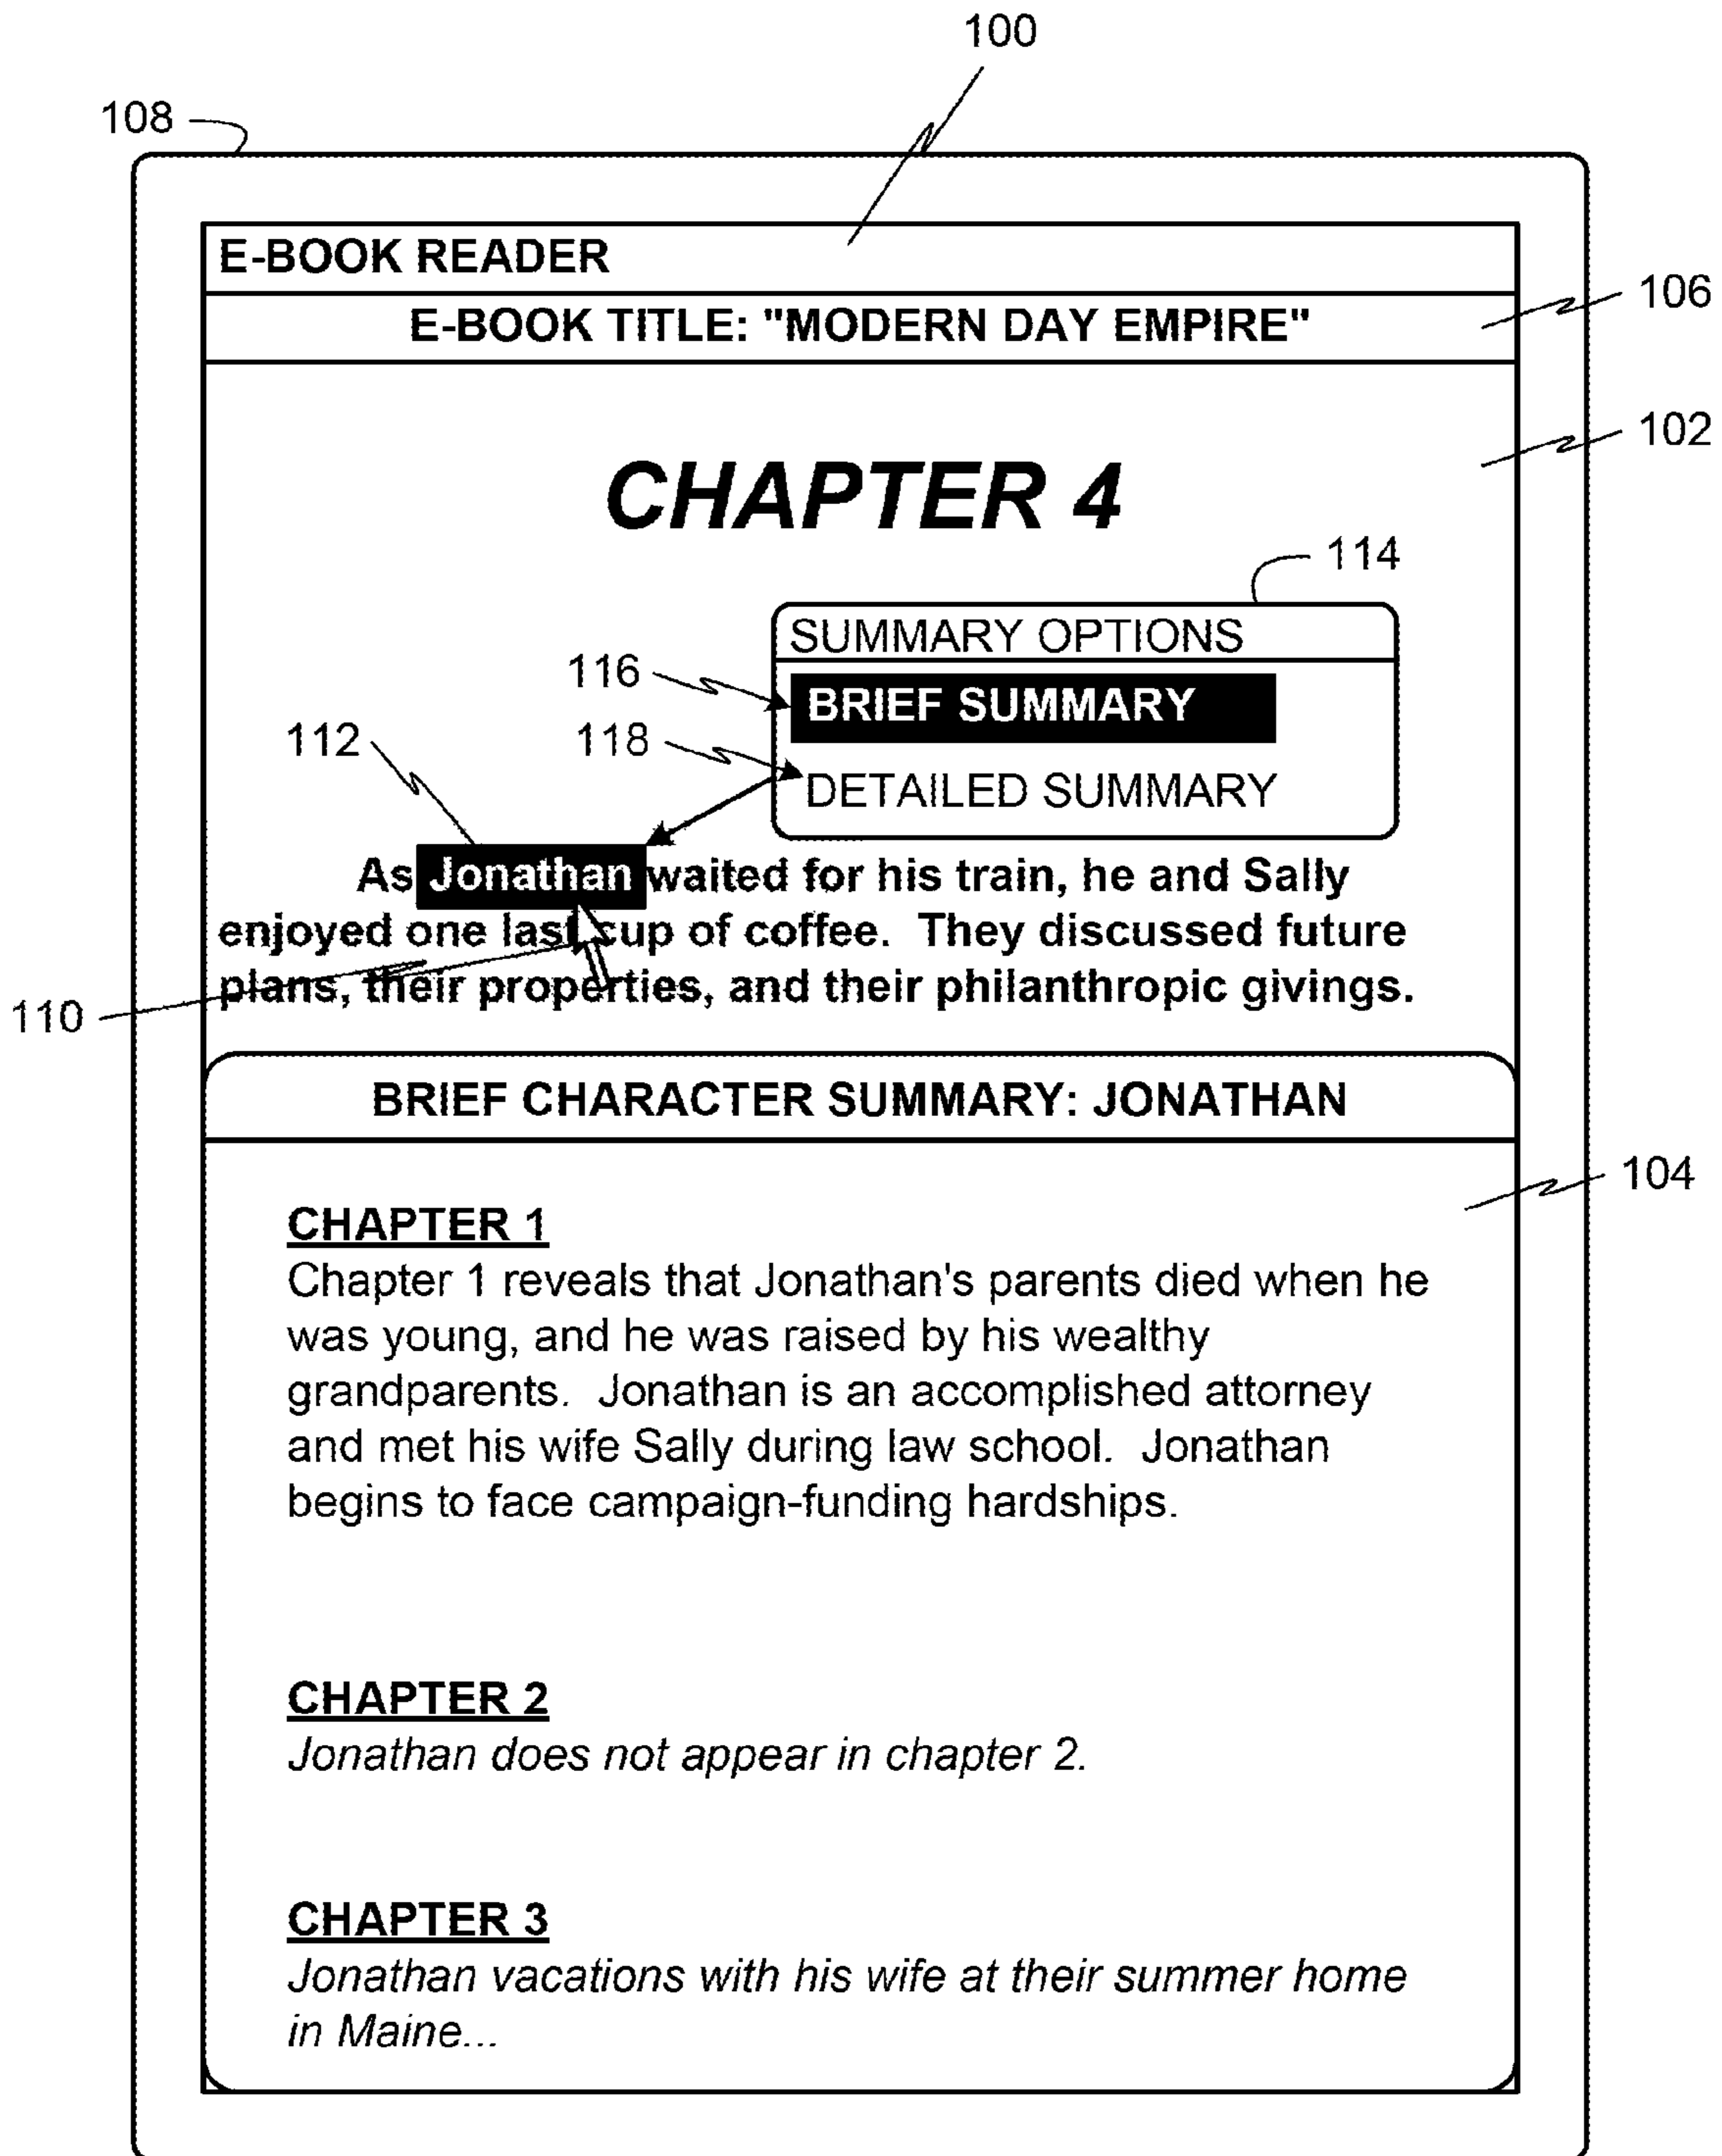 100
108
E-BOOK READER
106
E-BOOK TITLE: "MODERN DAY EMPIRE"
102
CHAPTER 4
114
SUMMARY OPTIONS
116
BRIEF SUMMARY
112
118
DETAILED SUMMARY
As Jonathan waited for his train, he and Sally
enjoyed one last cup of coffee.  They discussed future
plans, their properties, and their philanthropic givings.
110
BRIEF CHARACTER SUMMARY: JONATHAN
104
CHAPTER 1
Chapter 1 reveals that Jonathan's parents died when he
was young, and he was raised by his wealthy
grandparents.  Jonathan is an accomplished attorney
and met his wife Sally during law school.  Jonathan
begins to face campaign-funding hardships.
CHAPTER 2
Jonathan does not appear in chapter 2.
CHAPTER 3
Jonathan vacations with his wife at their summer home
in Maine...